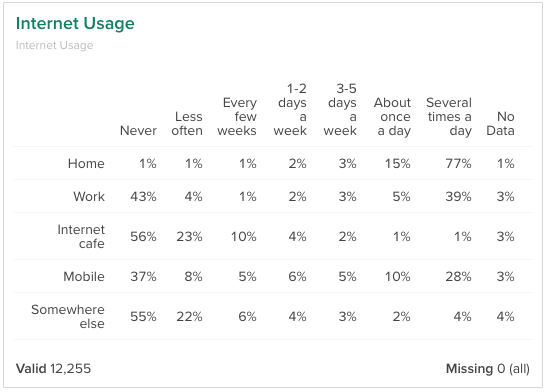 Internet Usage
Internet Usage
1-2 3-5
Every days days About Several
Less few a a once times a No
Never often weeks week week a day day Data
Home 1% 1% 1% 2% 3% 15% 77% 1%
Work 43% 4% 1% 2% 3% 5% 39% 3%
Internet
cafe 56% 23% 10% 4% 2% 1% 1% 3%
Mobile 37% 8% 5% 6% 5% 10% 28% 3%
Somewhere
else 55% 22% 6% 4% 3% 2% 4% 4%
Valid 12,255 Missing 0 (all)